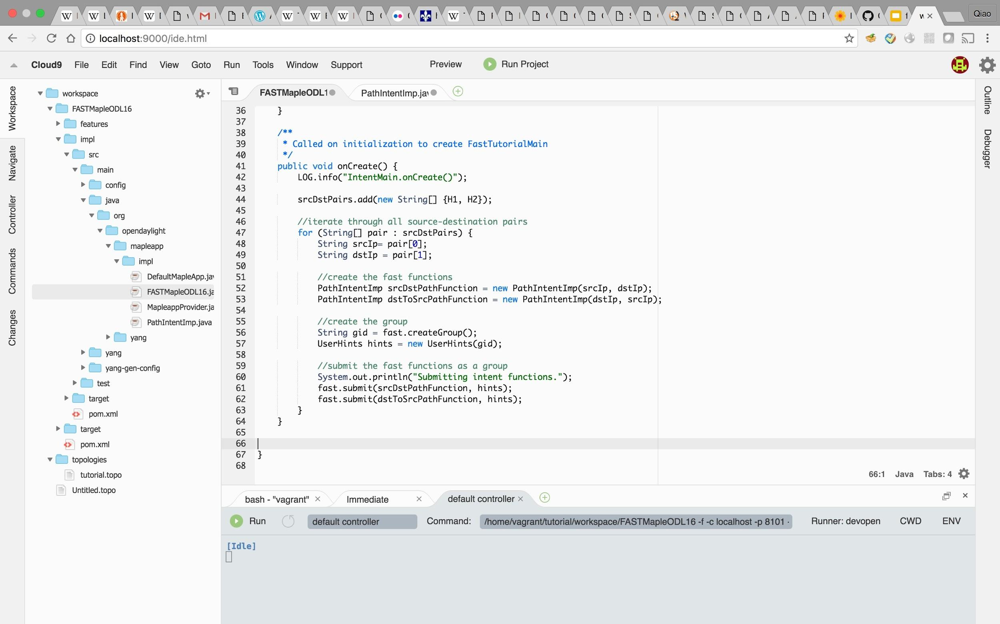 Qiao
localhost:9000/ide.html
Cloud9 File Edit Find View Goto Run Tools Window Support Preview Run Project
Workspace
Navigate
Controller
Commands
Changes
workspace
FASTMapleODL16
features
impl
src
main
config
java
org
opendaylight
mapleapp
impl
DefaultMapleApp.jav
FASTMapleODL16.ja
MapleappProvider.ja
PathIntentImp.java
yang
yang
yang-gen-config
test
target
pom.xml
target
pom.xml
topologies
tutorial.topo
Untitled.topo
FASTMapleODL1 PathIntentImp.jav
36 }
37
38 /**
39 * Called on initialization to create FastTutorialMain
40 */
41 public void onCreate() {
42 LOG.info("IntentMain.onCreate()");
43
44 srcDstPairs.add(new String[] {H1, H2});
45
46 //iterate through all source-destination pairs
47 for (String[] pair : srcDstPairs) {
48 String srcIp= pair[0];
49 String dstIp = pair[1];
50
51 //create the fast functions
52 PathIntentImp srcDstPathFunction = new PathIntentImp(srcIp, dstIp);
53 PathIntentImp dstToSrcPathFunction = new PathIntentImp(dstIp, srcIp);
54
55 //create the group
56 String gid = fast.createGroup();
57 UserHints hints = new UserHints(gid);
58
59 //submit the fast functions as a group
60 System.out.println("Submitting intent functions.");
61 fast.submit(srcDstPathFunction, hints);
62 fast.submit(dstToSrcPathFunction, hints);
63 }
64 }
65
66
67 }
68
66:1 Java Tabs: 4
Outline
Debugger
bash - "vagrant" Immediate default controller
Run default controller Command: /home/vagrant/tutorial/workspace/FASTMapleODL16 -f -c localhost -p 8101 Runner: devopen CWD ENV
[Idle]